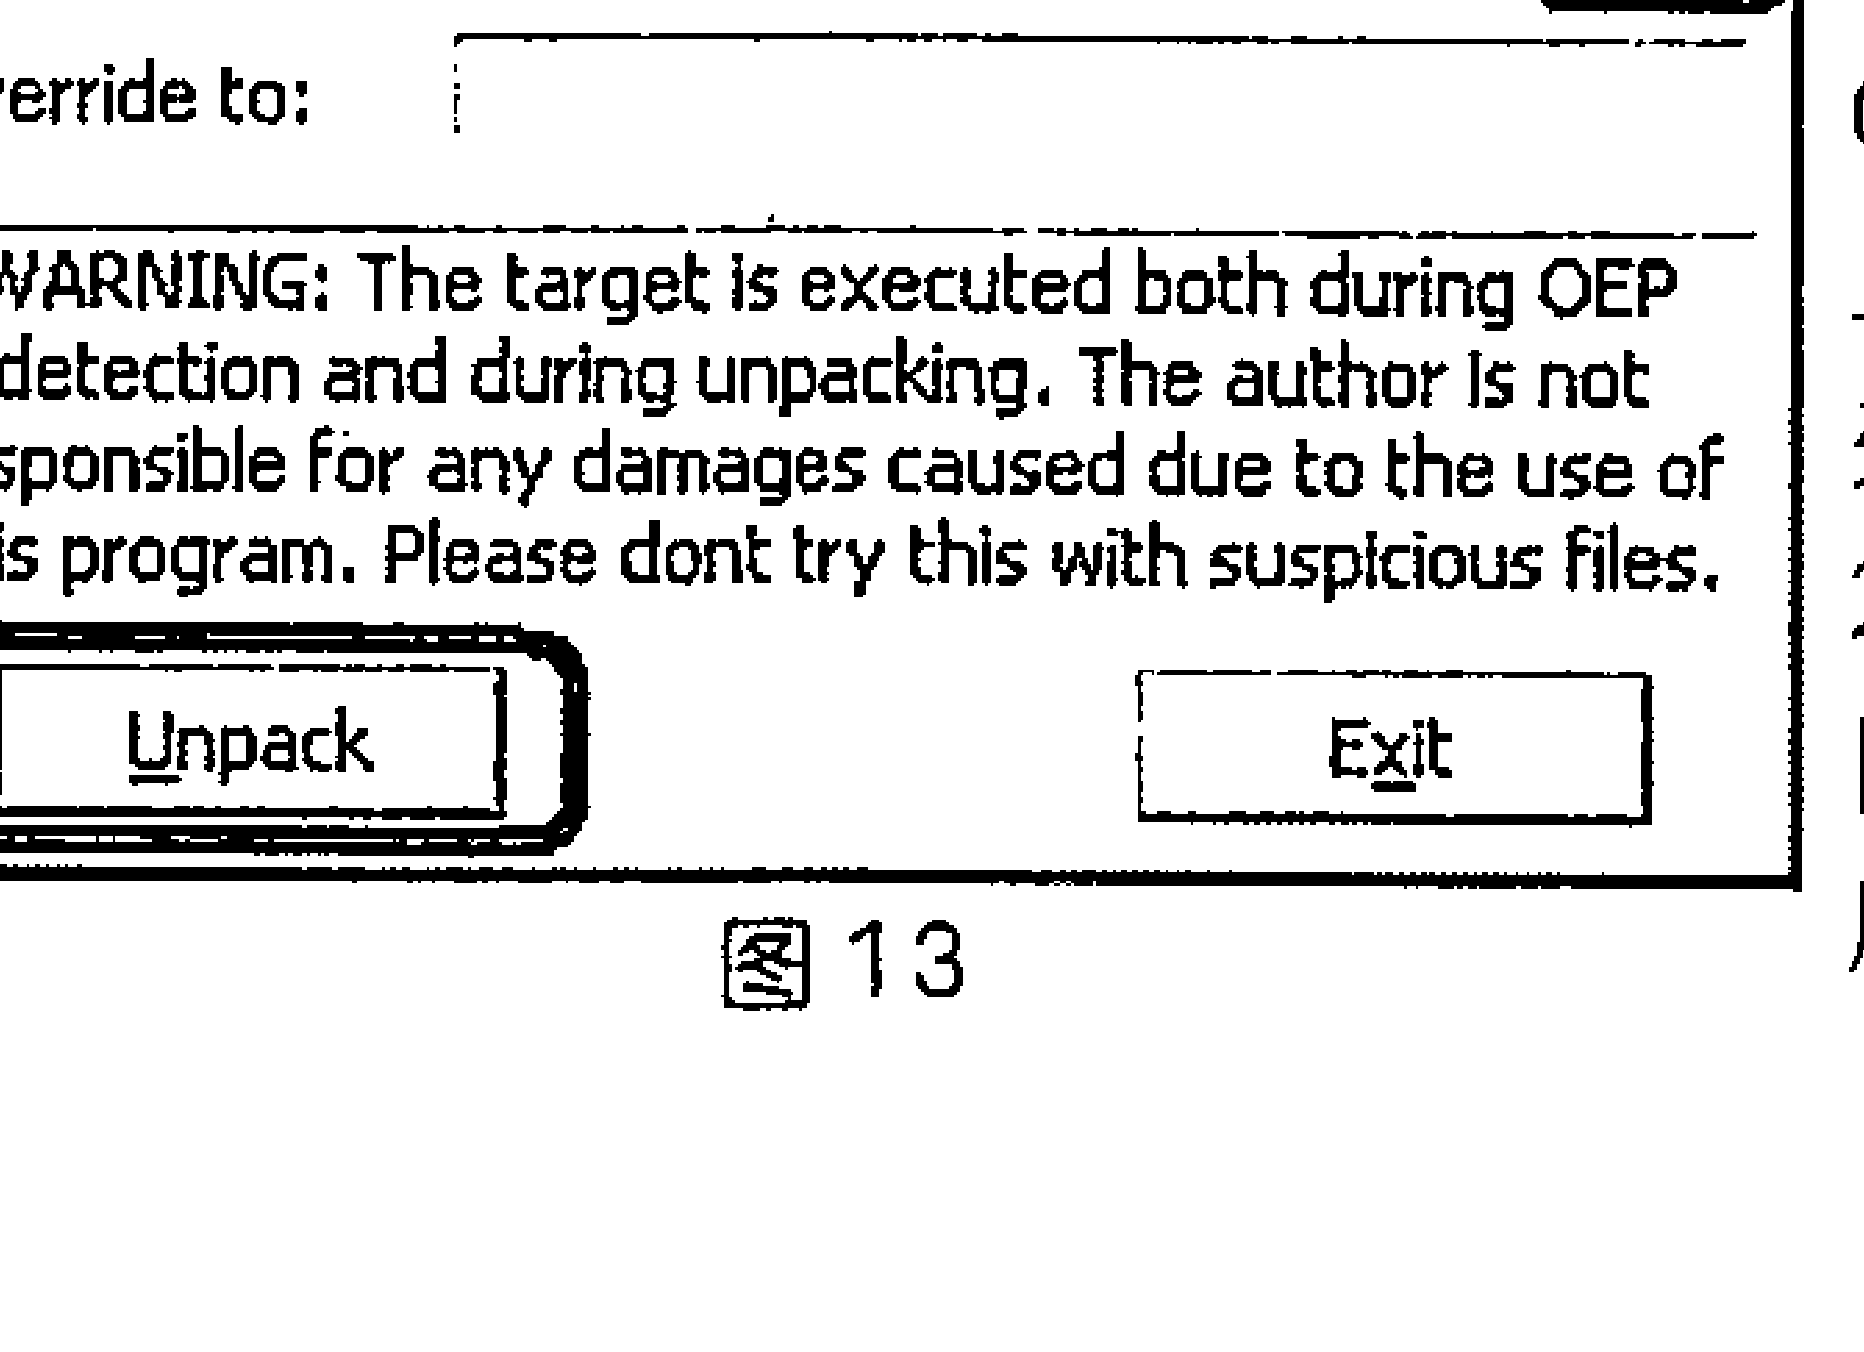 verride to:
WARNING: The target is executed both during OEP
detection and during unpacking. The author is not
sponsible for any damages caused due to the use of
is program. Please dont try this with suspicious files.
Unpack
Exit
图 13